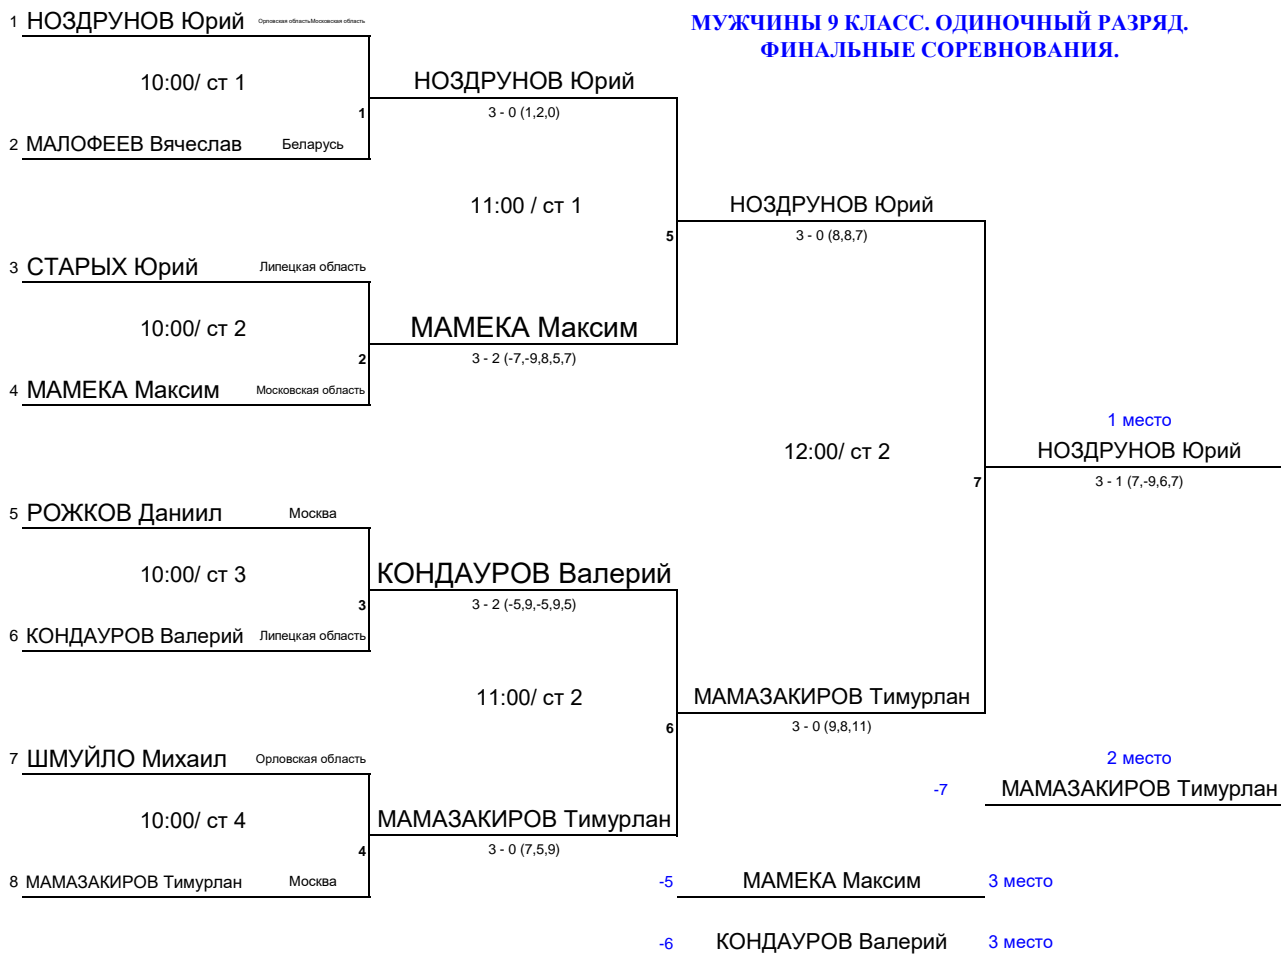 МУЖЧИНЫ 9 КЛАСС. ОДИНОЧНЫЙ РАЗРЯД.
ФИНАЛЬНЫЕ СОРЕВНОВАНИЯ.
1 НОЗДРУНОВ Юрий Орловская областьМосковская область
10:00/ ст 1
НОЗДРУНОВ Юрий
1
3 - 0 (1,2,0)
2 МАЛОФЕЕВ Вячеслав Беларусь
11:00 / ст 1
НОЗДРУНОВ Юрий
5
3 - 0 (8,8,7)
3 СТАРЫХ Юрий Липецкая область
10:00/ ст 2
МАМЕКА Максим
2
3 - 2 (-7,-9,8,5,7)
4 МАМЕКА Максим Московская область
1 место
12:00/ ст 2
НОЗДРУНОВ Юрий
7
3 - 1 (7,-9,6,7)
5 РОЖКОВ Даниил Москва
10:00/ ст 3
КОНДАУРОВ Валерий
3
3 - 2 (-5,9,-5,9,5)
6 КОНДАУРОВ Валерий Липецкая область
11:00/ ст 2
МАМАЗАКИРОВ Тимурлан
6
3 - 0 (9,8,11)
7 ШМУЙЛО Михаил Орловская область
2 место
-7 МАМАЗАКИРОВ Тимурлан
10:00/ ст 4
МАМАЗАКИРОВ Тимурлан
4
3 - 0 (7,5,9)
8 МАМАЗАКИРОВ Тимурлан Москва
-5 МАМЕКА Максим 3 место
-6 КОНДАУРОВ Валерий 3 место